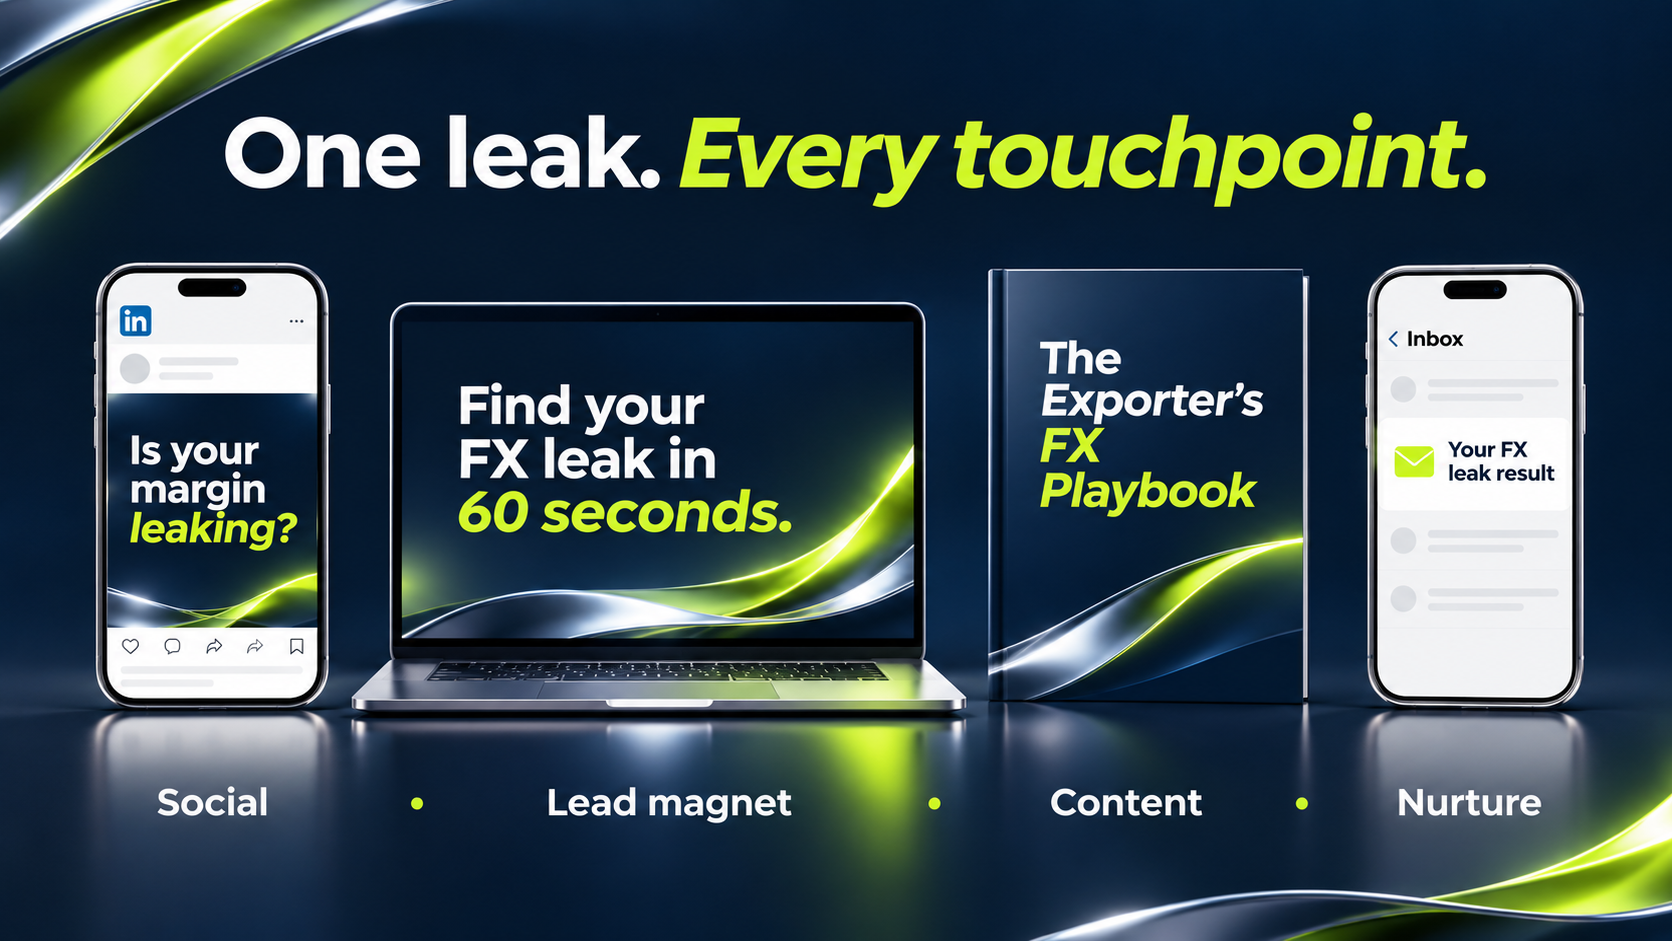 One leak. Every touchpoint.
in
Is your
margin
leaking?
Find your
FX leak in
60 seconds.
The
Exporter's
FX
Playbook
Inbox
Your FX
leak result
Social • Lead magnet • Content • Nurture